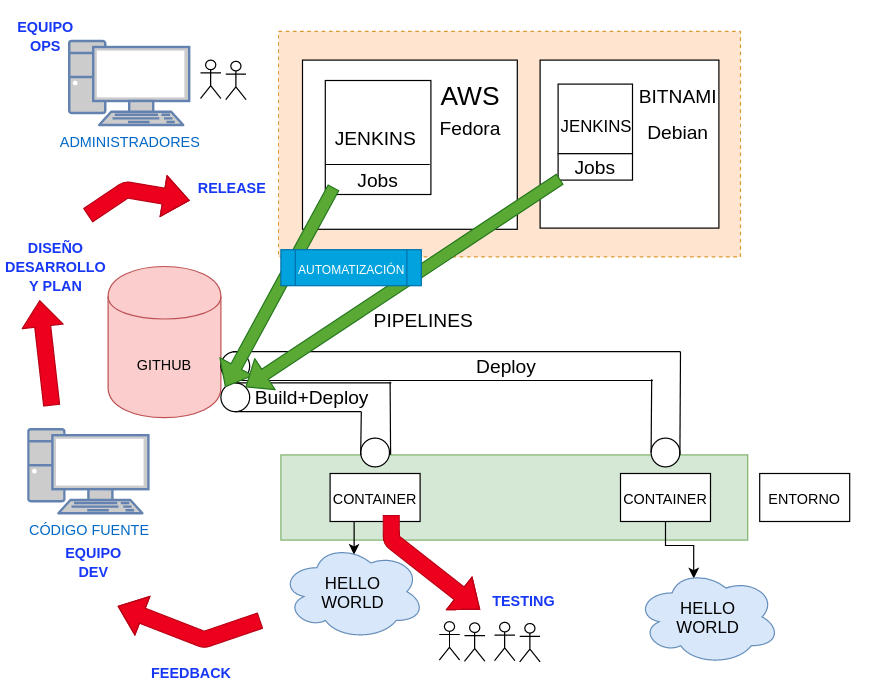 EQUIPO
OPS
ADMINISTRADORES
RELEASE
JENKINS
Jobs
AWS
Fedora
JENKINS
Jobs
BITNAMI
Debian
DISEÑO
DESARROLLO
Y PLAN
AUTOMATIZACIÓN
PIPELINES
GITHUB
Deploy
Build+Deploy
CONTAINER
CONTAINER
ENTORNO
CÓDIGO FUENTE
EQUIPO
DEV
HELLO
WORLD
TESTING
HELLO
WORLD
FEEDBACK